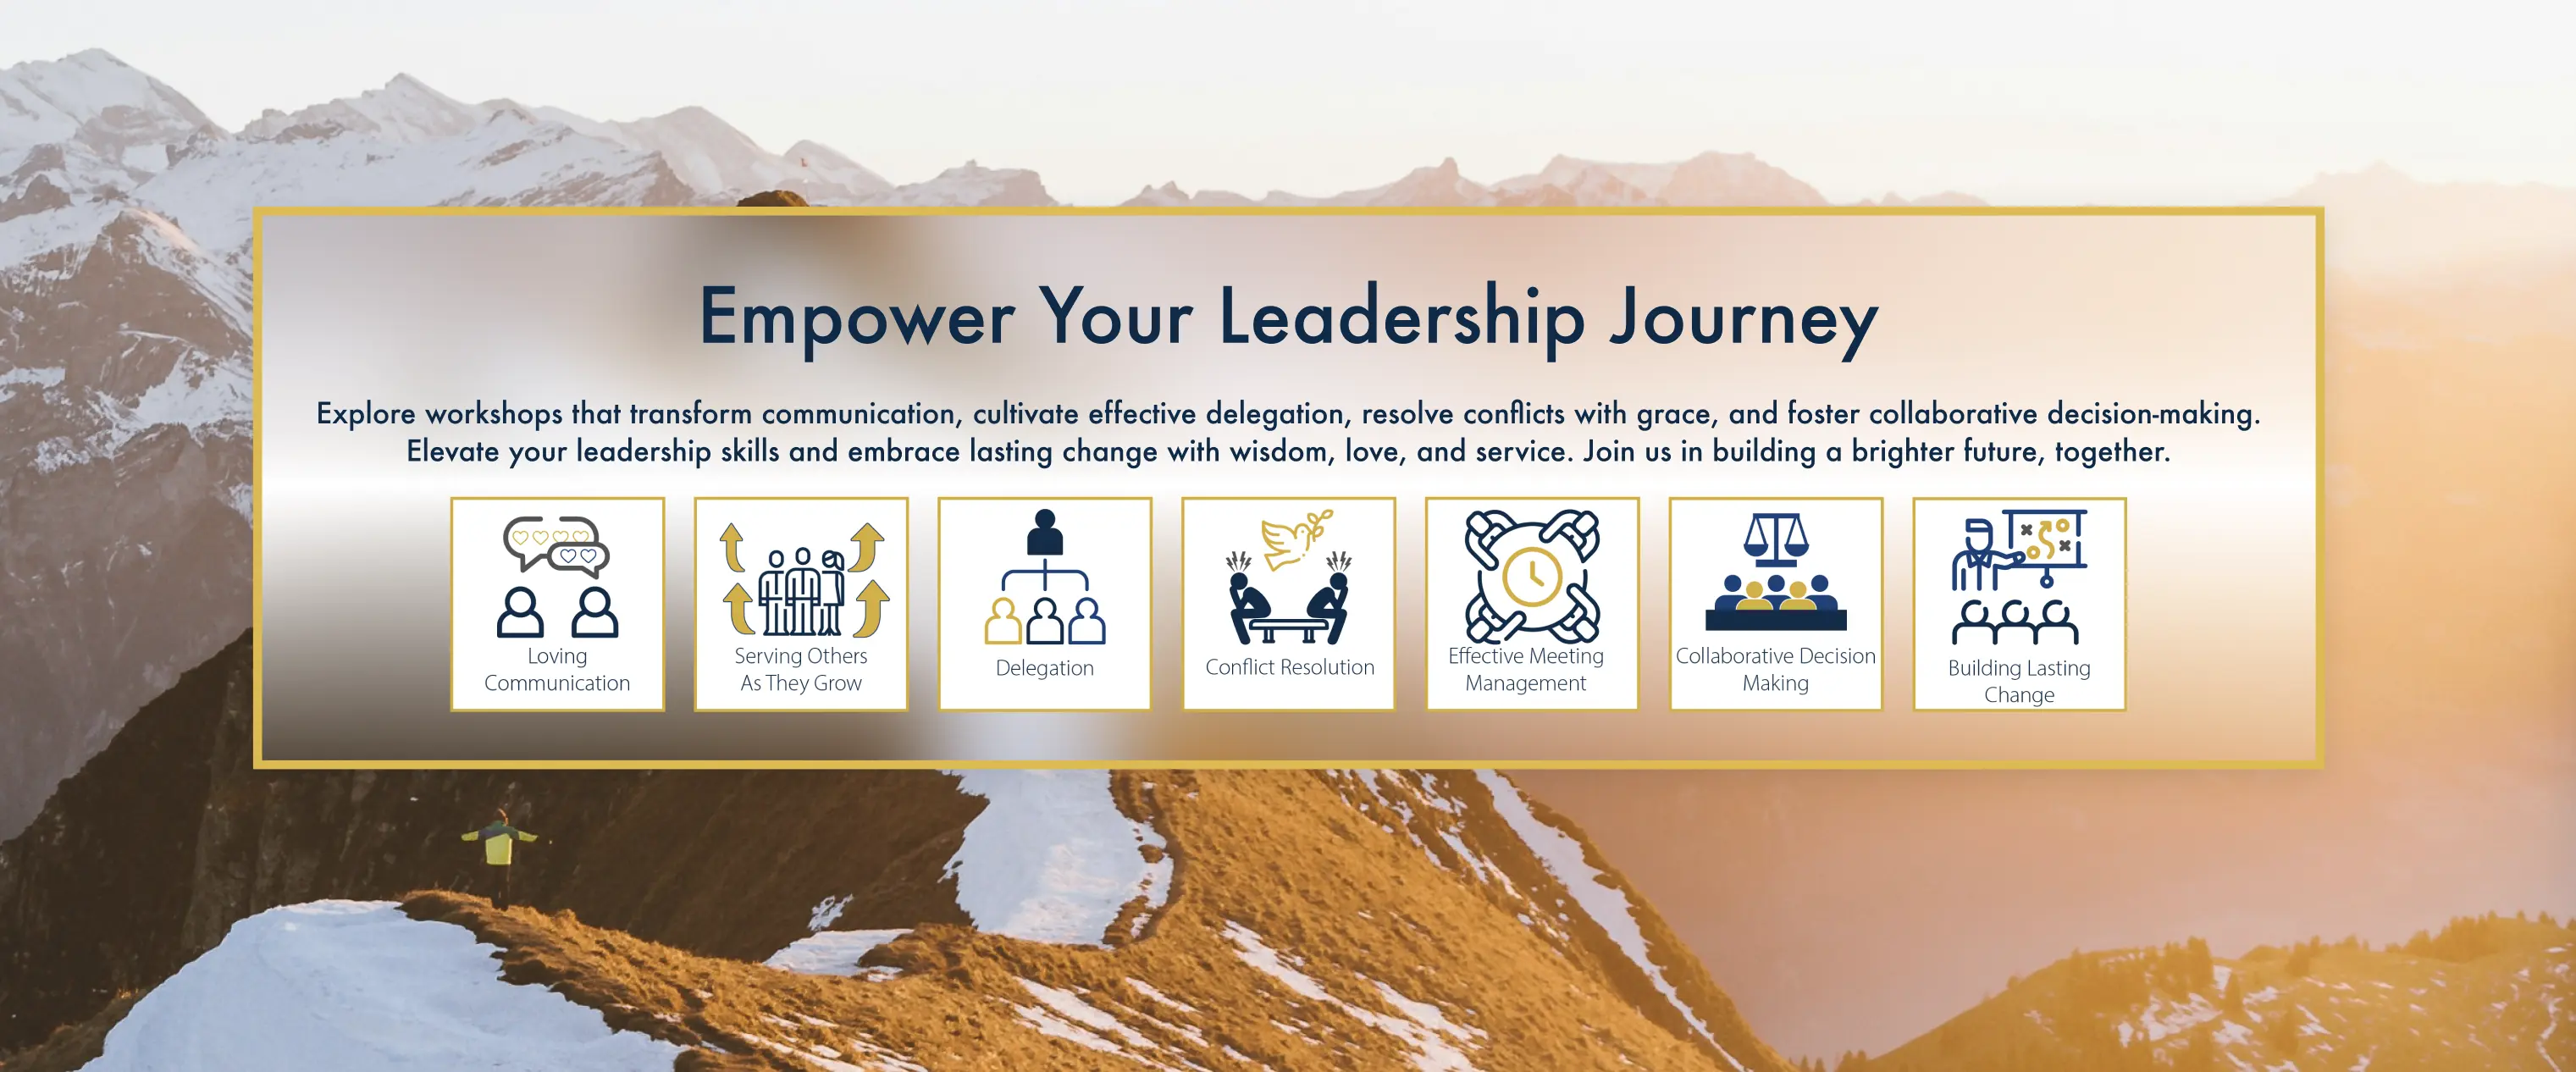 Empower Your Leadership Journey
Explore workshops that transform communication, cultivate effective delegation, resolve conflicts with grace, and foster collaborative decision-making.
Elevate your leadership skills and embrace lasting change with wisdom, love, and service. Join us in building a brighter future, together.
Loving
Communication
Serving Others
As They Grow
Delegation
Conflict Resolution
Effective Meeting
Management
Collaborative Decision
Making
Building Lasting
Change